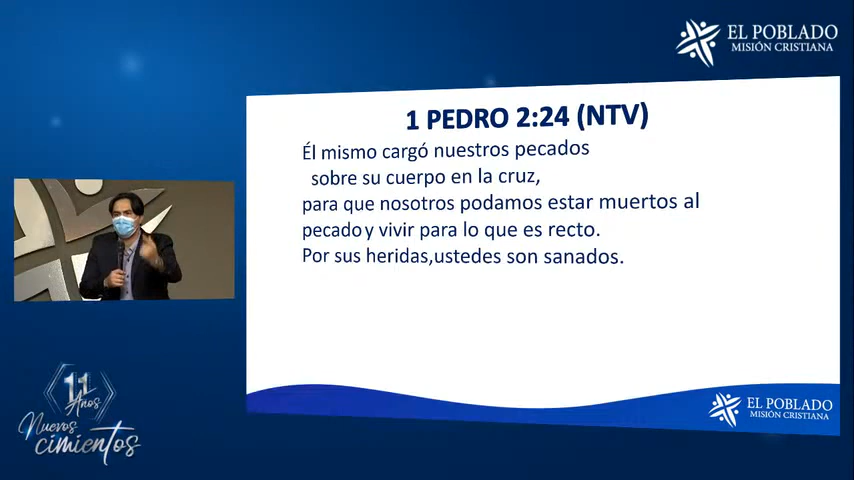 EL POBLADO
MISIÓN CRISTIANA
1 PEDRO 2:24 (NTV)
Él mismo cargó nuestros pecados
sobre su cuerpo en la cruz,
para que nosotros podamos estar muertos al
pecado y vivir para lo que es recto.
Por sus heridas,ustedes son sanados.
11
Años
Nuevos
cimientos
EL POBLADO
MISIÓN CRISTIANA